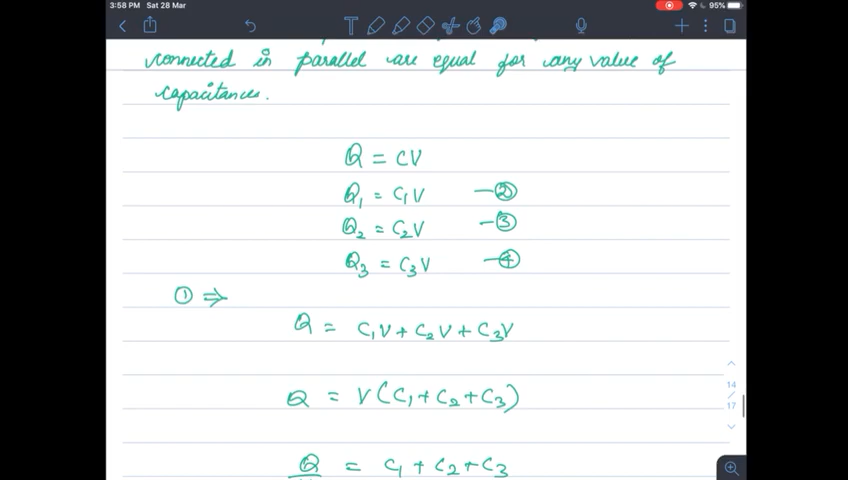 3:58 PM Sat 28 Mar 95%
connected in parallel are equal for any value of
capacitances.
Q = CV
Q₁ = C₁V —②
Q₂ = C₂V —③
Q₃ = C₃V —④
① ⇒
Q = C₁V + C₂V + C₃V
Q = V(C₁ + C₂ + C₃)
14
/
17
Q = C₁ + C₂ + C₃